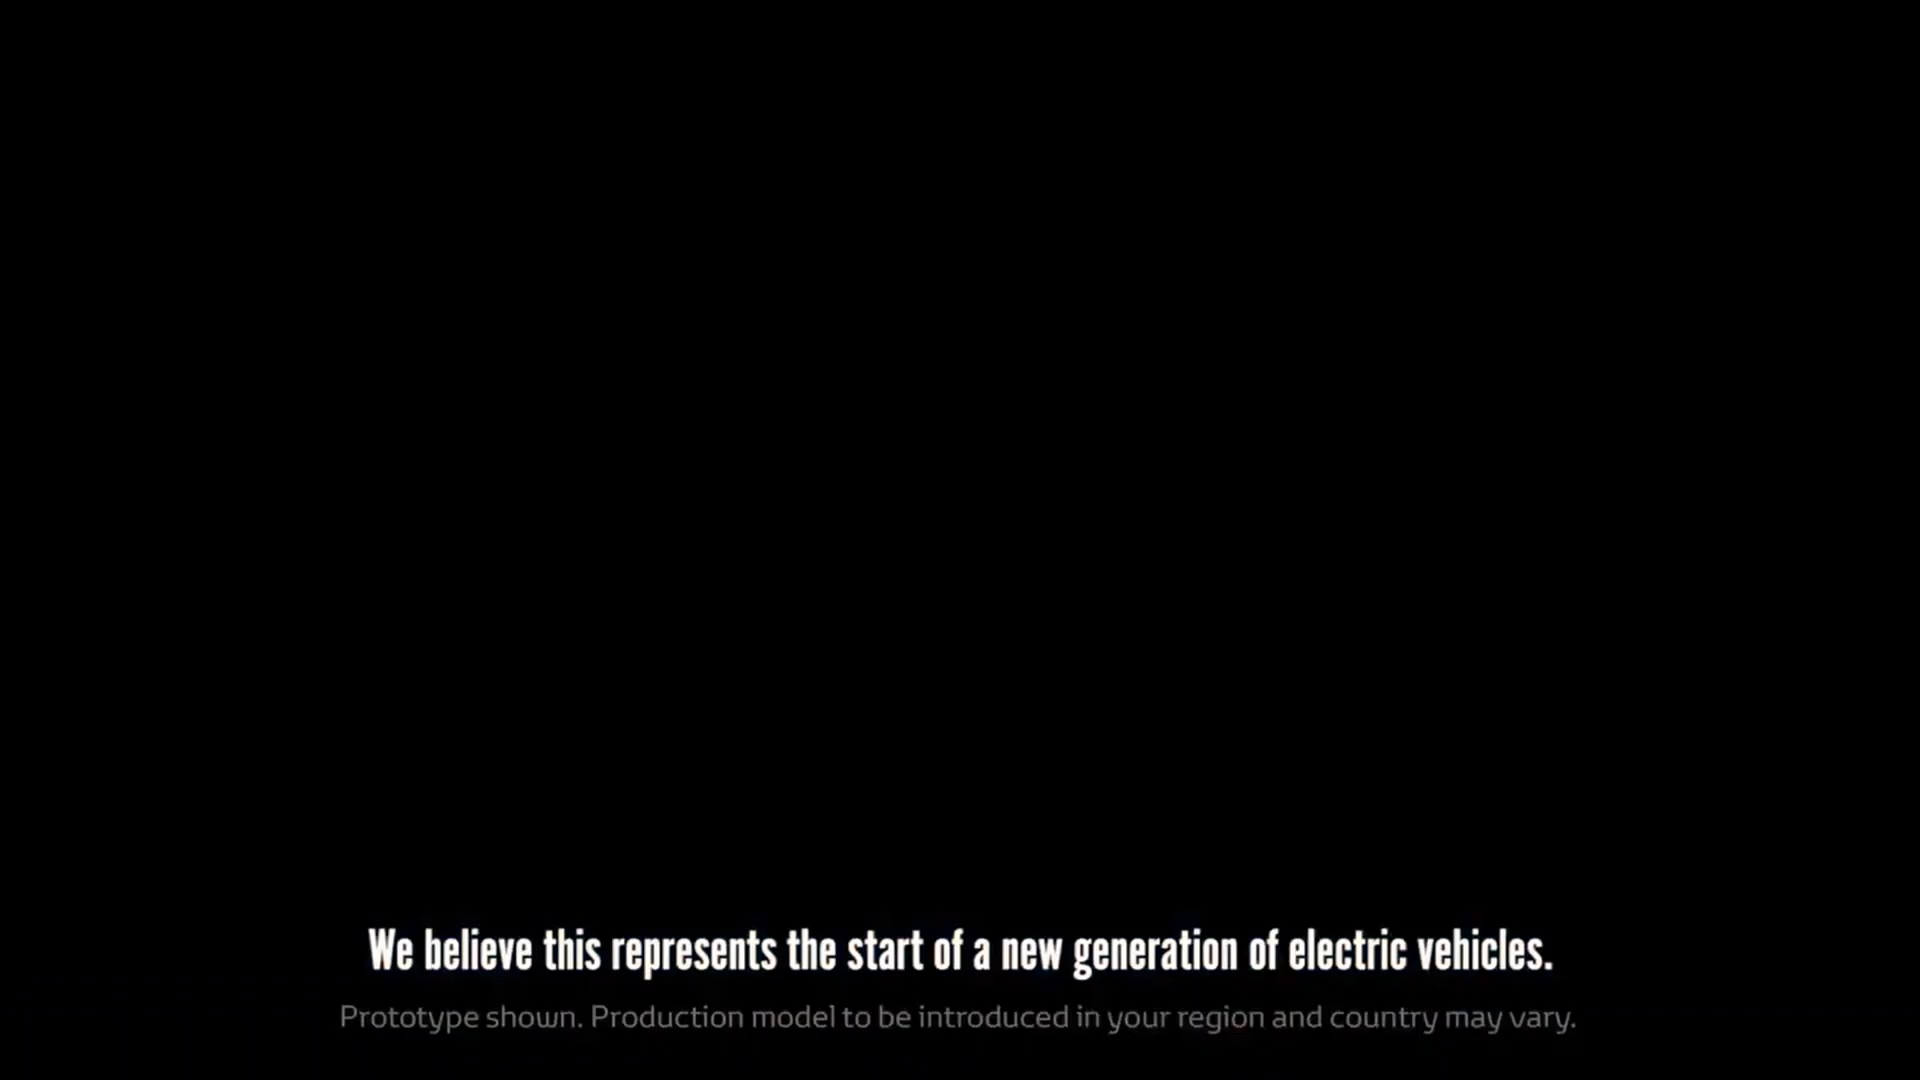 We believe this represents the start of a new generation of electric vehicles.
Prototype shown. Production model to be introduced in your region and country may vary.